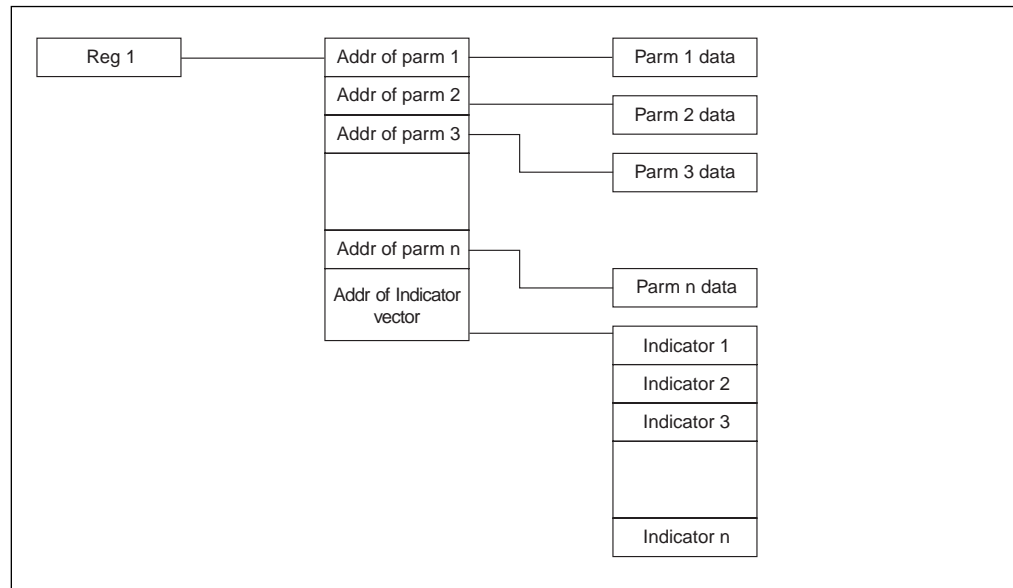 Reg 1
Addr of parm 1
Parm 1 data
Addr of parm 2
Parm 2 data
Addr of parm 3
Parm 3 data
Addr of parm n
Parm n data
Addr of Indicator
vector
Indicator 1
Indicator 2
Indicator 3
Indicator n